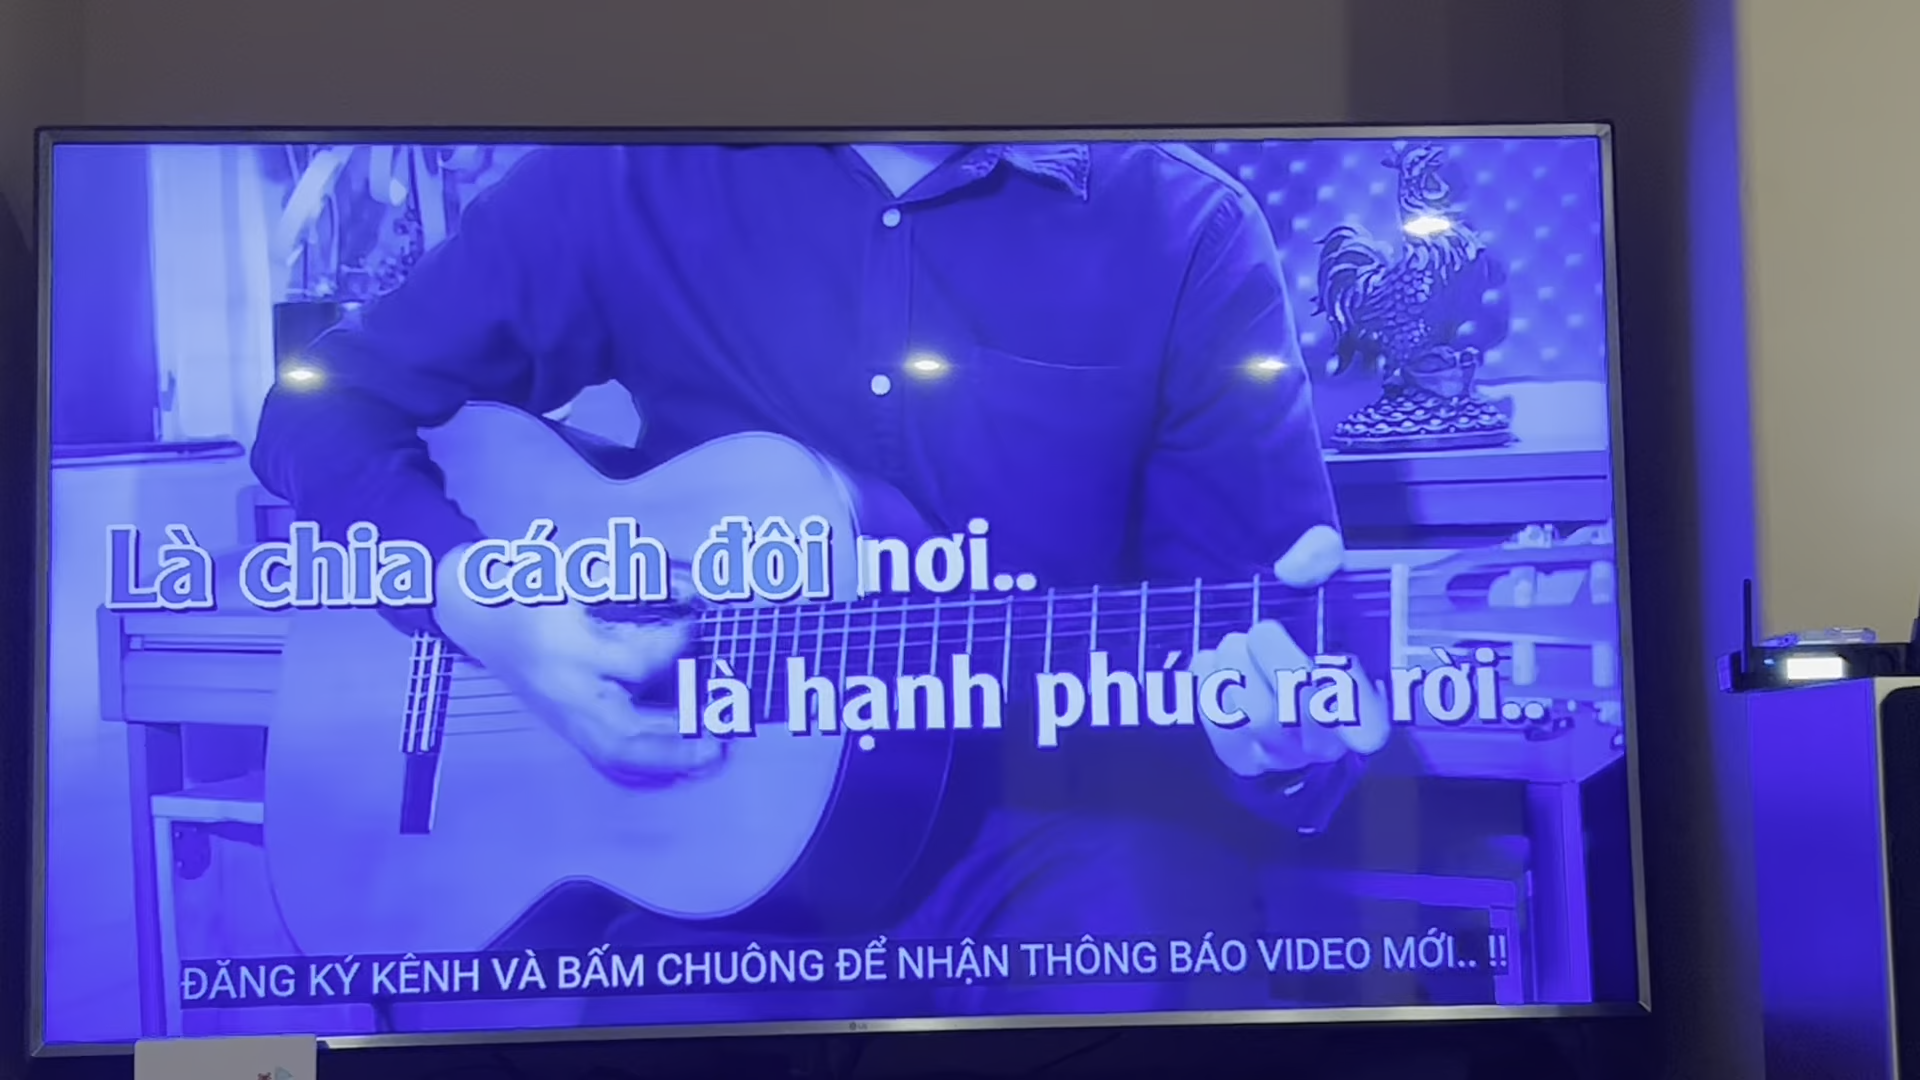 Là chia cách đôi nơi..
là hạnh phúc rã rời..
ĐĂNG KÝ KÊNH VÀ BẤM CHUÔNG ĐỂ NHẬN THÔNG BÁO VIDEO MỚI.. !!
LG